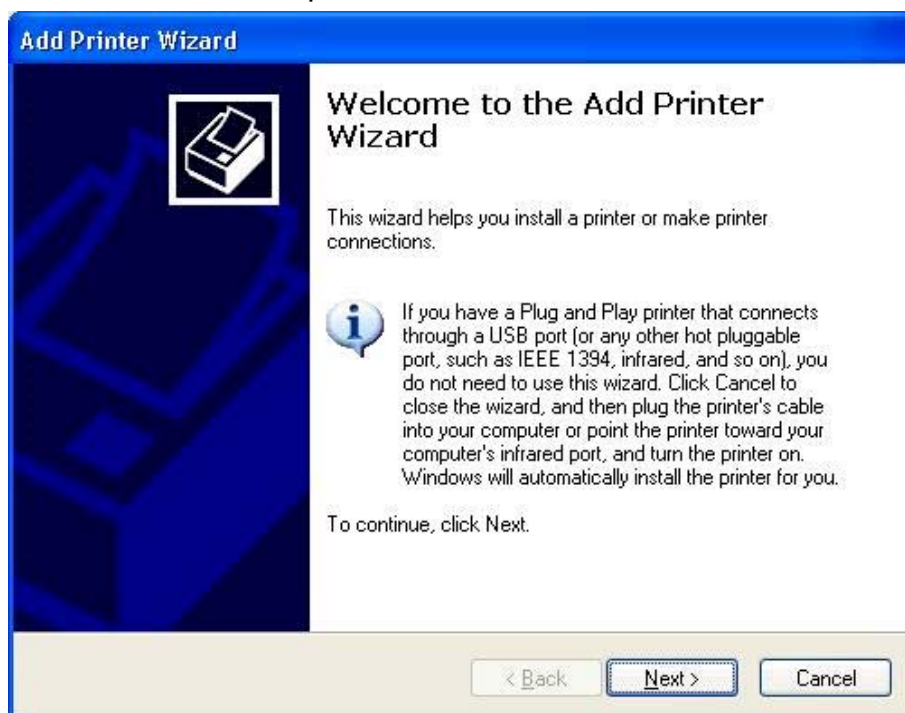 Add Printer Wizard
Welcome to the Add Printer
Wizard
This wizard helps you install a printer or make printer
connections.
If you have a Plug and Play printer that connects
through a USB port (or any other hot pluggable
port, such as IEEE 1394, infrared, and so on), you
do not need to use this wizard. Click Cancel to
close the wizard, and then plug the printer's cable
into your computer or point the printer toward your
computer's infrared port, and turn the printer on.
Windows will automatically install the printer for you.
To continue, click Next.
< Back Next > Cancel